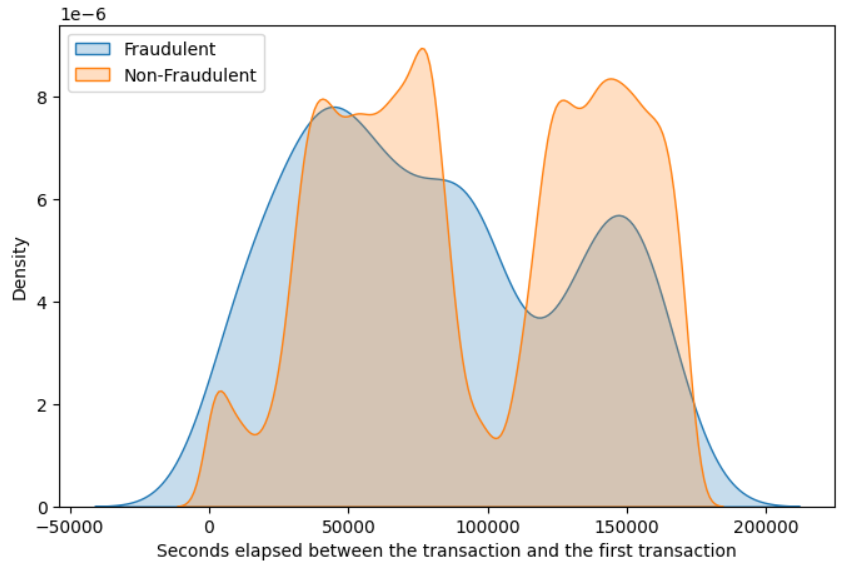 1e−6
Fraudulent
Non-Fraudulent
8
6
4
2
0
Density
−50000 0 50000 100000 150000 200000
Seconds elapsed between the transaction and the first transaction